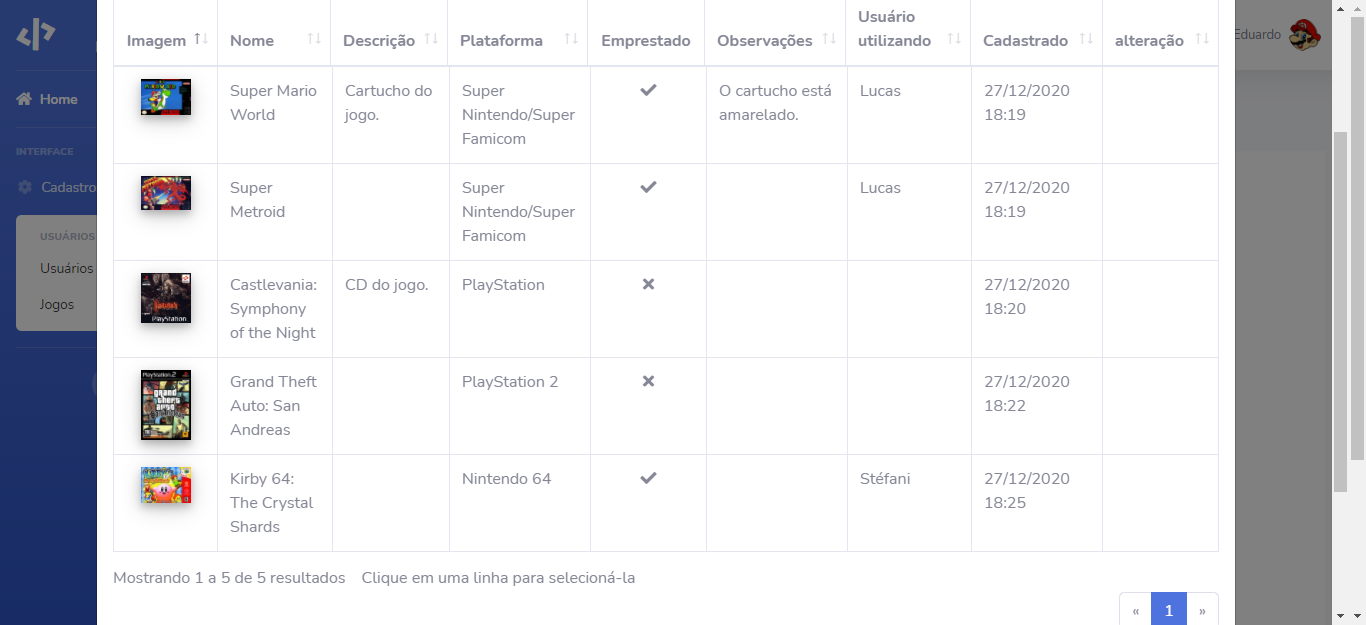 Eduardo
Home
INTERFACE
Cadastro
USUÁRIOS
Usuários
Jogos
Imagem
Nome
Descrição
Plataforma
Emprestado
Observações
Usuário
utilizando
Cadastrado
alteração
Super Mario
World
Cartucho do
jogo.
Super
Nintendo/Super
Famicom
O cartucho está
amarelado.
Lucas
27/12/2020
18:19
Super
Metroid
Super
Nintendo/Super
Famicom
Lucas
27/12/2020
18:19
Castlevania:
Symphony
of the Night
CD do jogo.
PlayStation
27/12/2020
18:20
PlayStation
Grand Theft
Auto: San
Andreas
PlayStation 2
27/12/2020
18:22
PlayStation 2
grand
theft
auto
Kirby 64:
The Crystal
Shards
Nintendo 64
Stéfani
27/12/2020
18:25
Mostrando 1 a 5 de 5 resultados
Clique em uma linha para selecioná-la
« 1 »